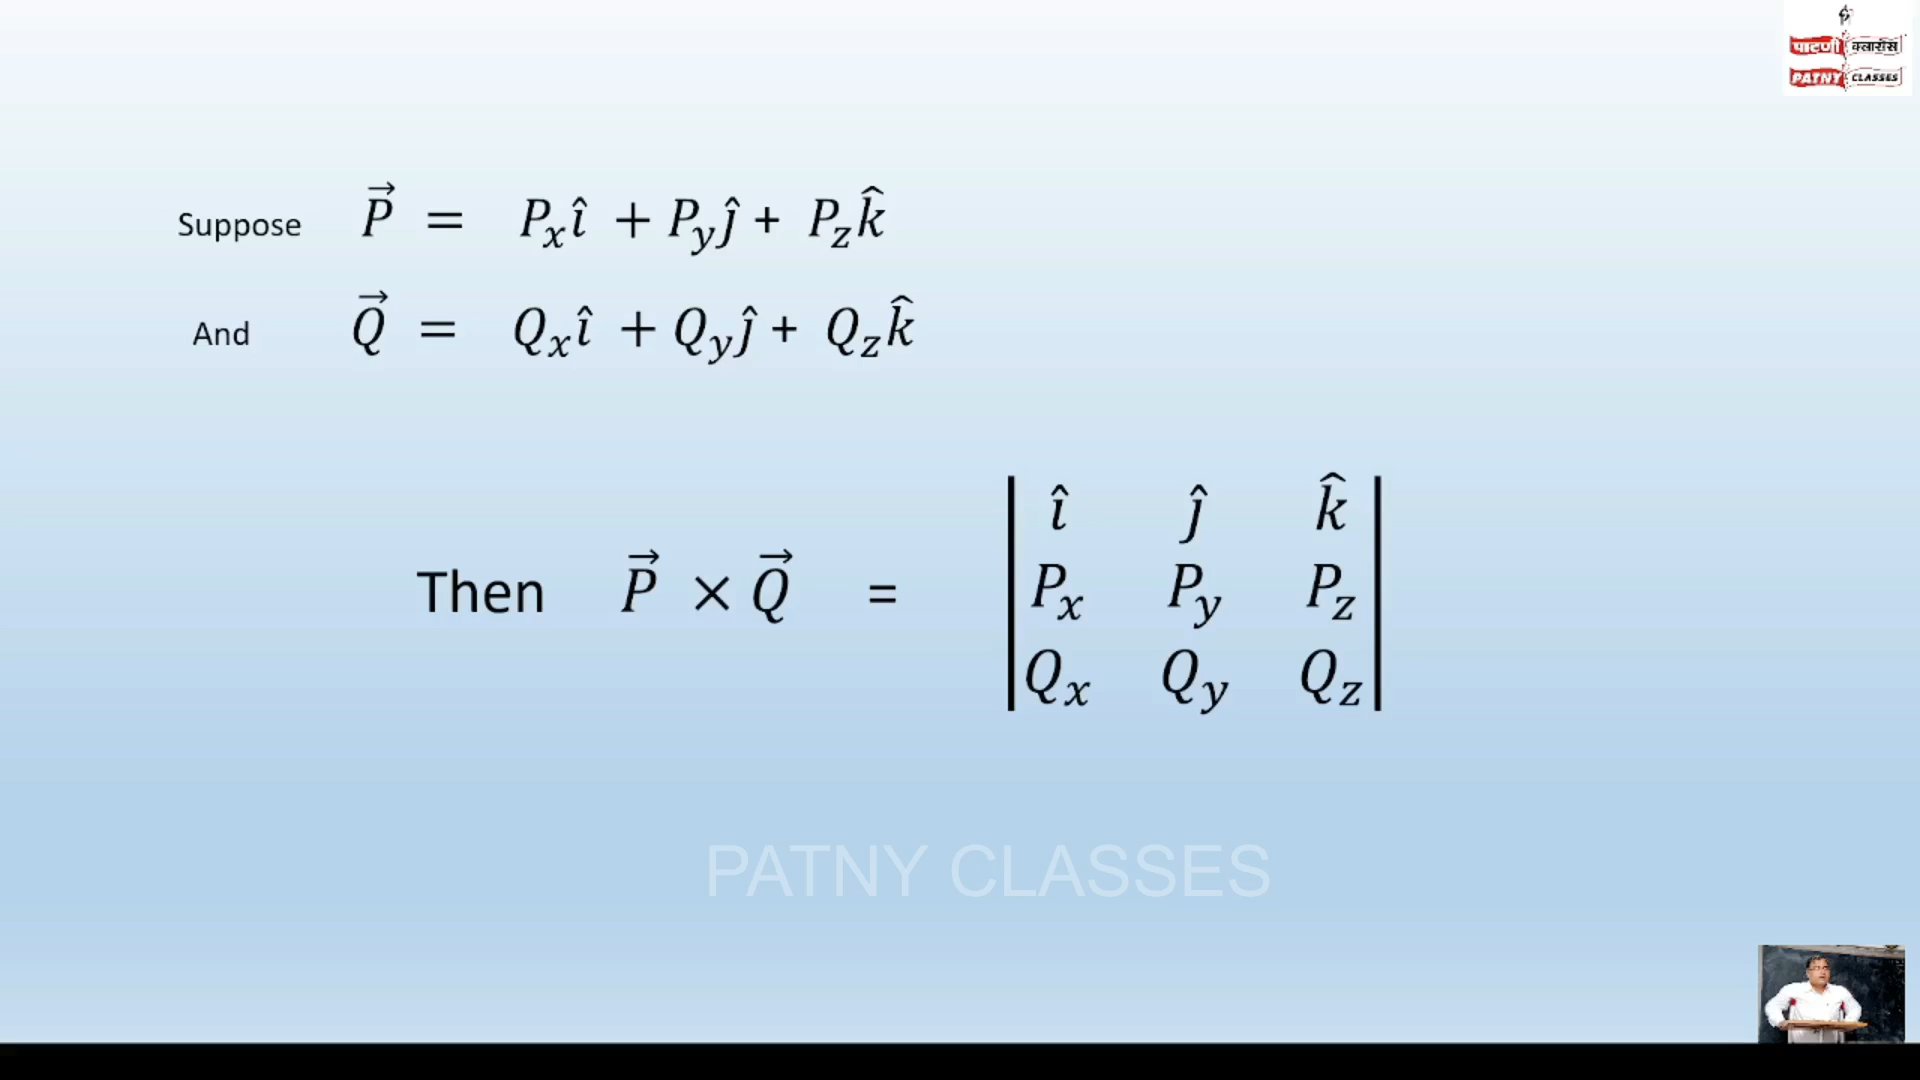 पाटणी क्लासेस
PATNY CLASSES
Suppose P⃗ = Pₓî + P_yĵ + P_zk̂
And Q⃗ = Qₓî + Q_yĵ + Q_zk̂
Then P⃗ × Q⃗ = | î ĵ k̂ |
| Pₓ P_y P_z |
| Qₓ Q_y Q_z |
PATNY CLASSES